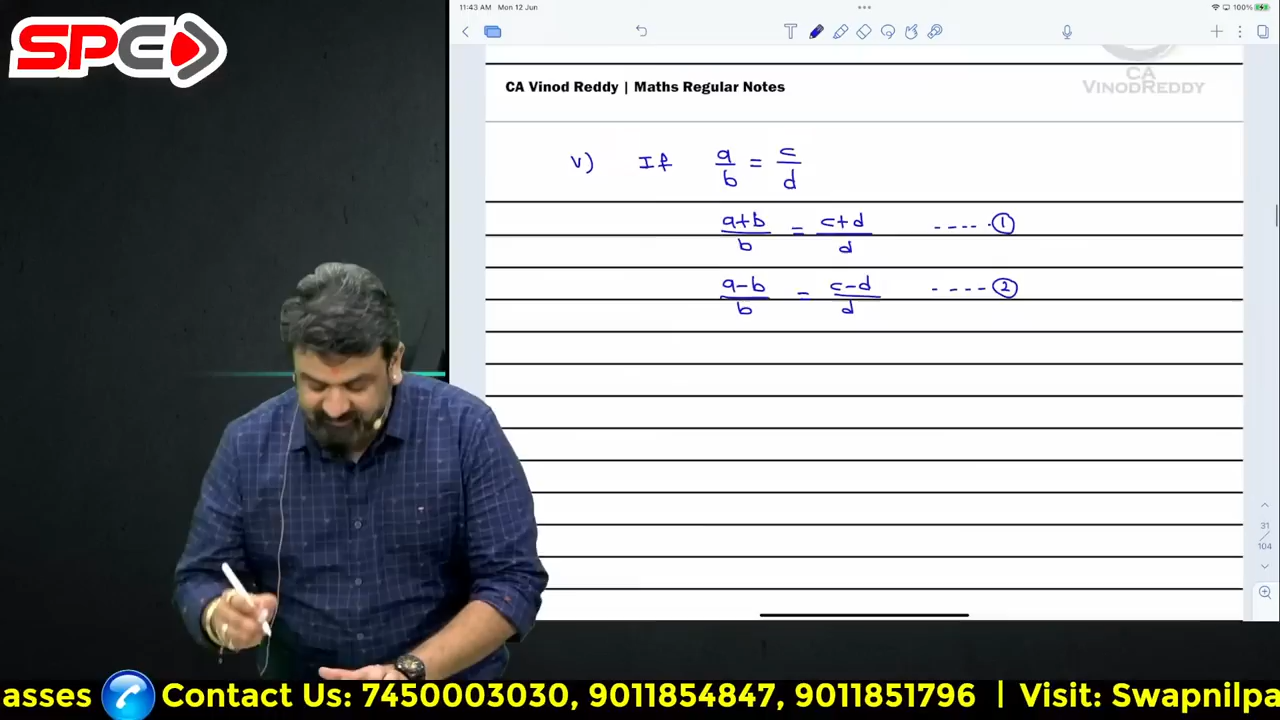 11:43 AM Mon 12 Jun
100%
SPC
CA
VINODREDDY
CA Vinod Reddy | Maths Regular Notes
v) If a/b = c/d
a+b/b = c+d/d ----- ①
a-b/b = c-d/d ----- ②
31
/
104
asses Contact Us: 7450003030, 9011854847, 9011851796 | Visit: Swapnilpa